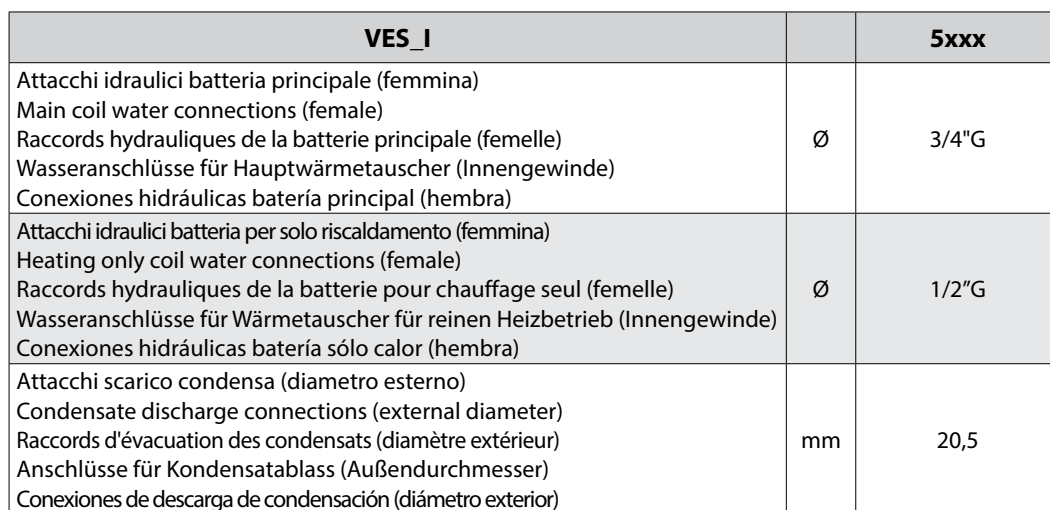 VES_I 5xxx
Attacchi idraulici batteria principale (femmina)
Main coil water connections (female)
Raccords hydrauliques de la batterie principale (femelle) Ø 3/4"G
Wasseranschlüsse für Hauptwärmetauscher (Innengewinde)
Conexiones hidráulicas batería principal (hembra)
Attacchi idraulici batteria per solo riscaldamento (femmina)
Heating only coil water connections (female)
Raccords hydrauliques de la batterie pour chauffage seul (femelle) Ø 1/2”G
Wasseranschlüsse für Wärmetauscher für reinen Heizbetrieb (Innengewinde)
Conexiones hidráulicas batería sólo calor (hembra)
Attacchi scarico condensa (diametro esterno)
Condensate discharge connections (external diameter)
Raccords d'évacuation des condensats (diamètre extérieur) mm 20,5
Anschlüsse für Kondensatablass (Außendurchmesser)
Conexiones de descarga de condensación (diámetro exterior)